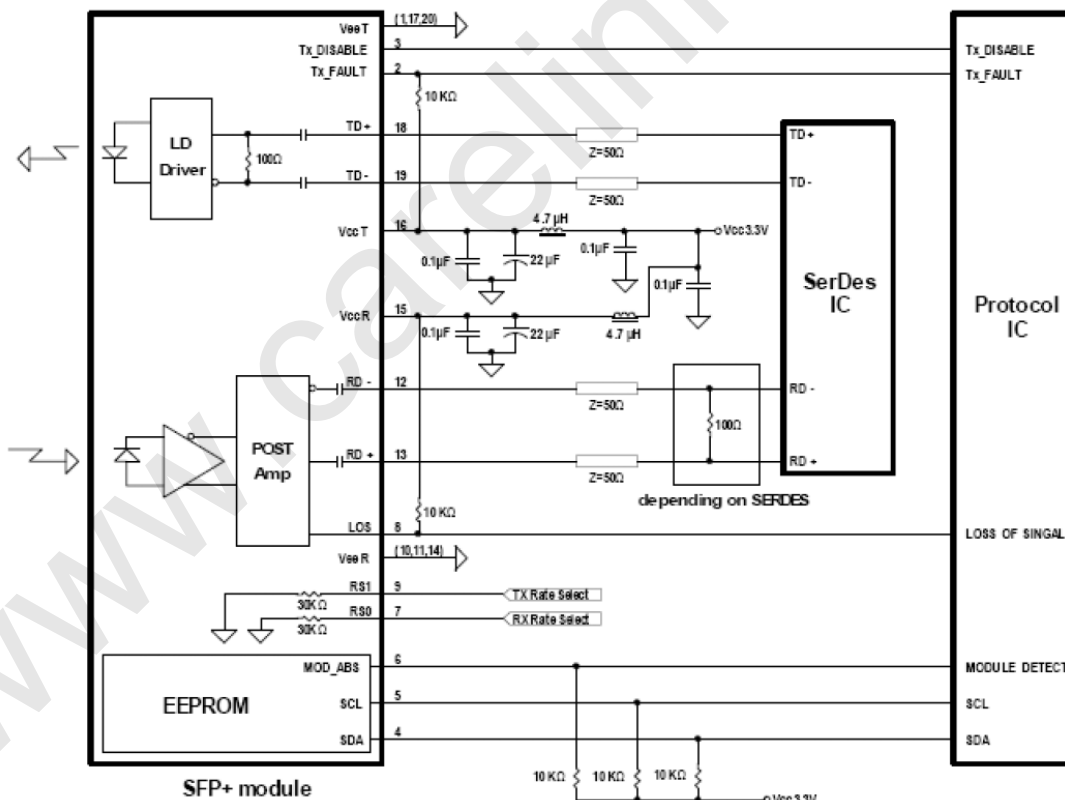 VeeT
(1,17,20)
Tx_DISABLE
3
Tx_DISABLE
Tx_FAULT
2
Tx_FAULT
10 KΩ
LD
Driver
100Ω
TD+
18
Z=50Ω
TD+
TD-
19
Z=50Ω
TD-
VccT
16
4.7 µH
Vcc3.3V
0.1µF
22 µF
0.1µF
0.1µF
SerDes
IC
Protocol
IC
VccR
15
0.1µF
22 µF
4.7 µH
RD -
12
Z=50Ω
RD -
100Ω
POST
Amp
RD +
13
Z=50Ω
RD +
depending on SERDES
10 KΩ
LOS
8
LOSS OF SINGAL
VeeR
(10,11,14)
RS1
9
30KΩ
TX Rate Select
RS0
7
30KΩ
RX Rate Select
MOD_ABS
6
MODULE DETECT
EEPROM
SCL
5
SCL
SDA
4
SDA
10 KΩ
10 KΩ
10 KΩ
Vcc3.3V
SFP+ module
www.carelin